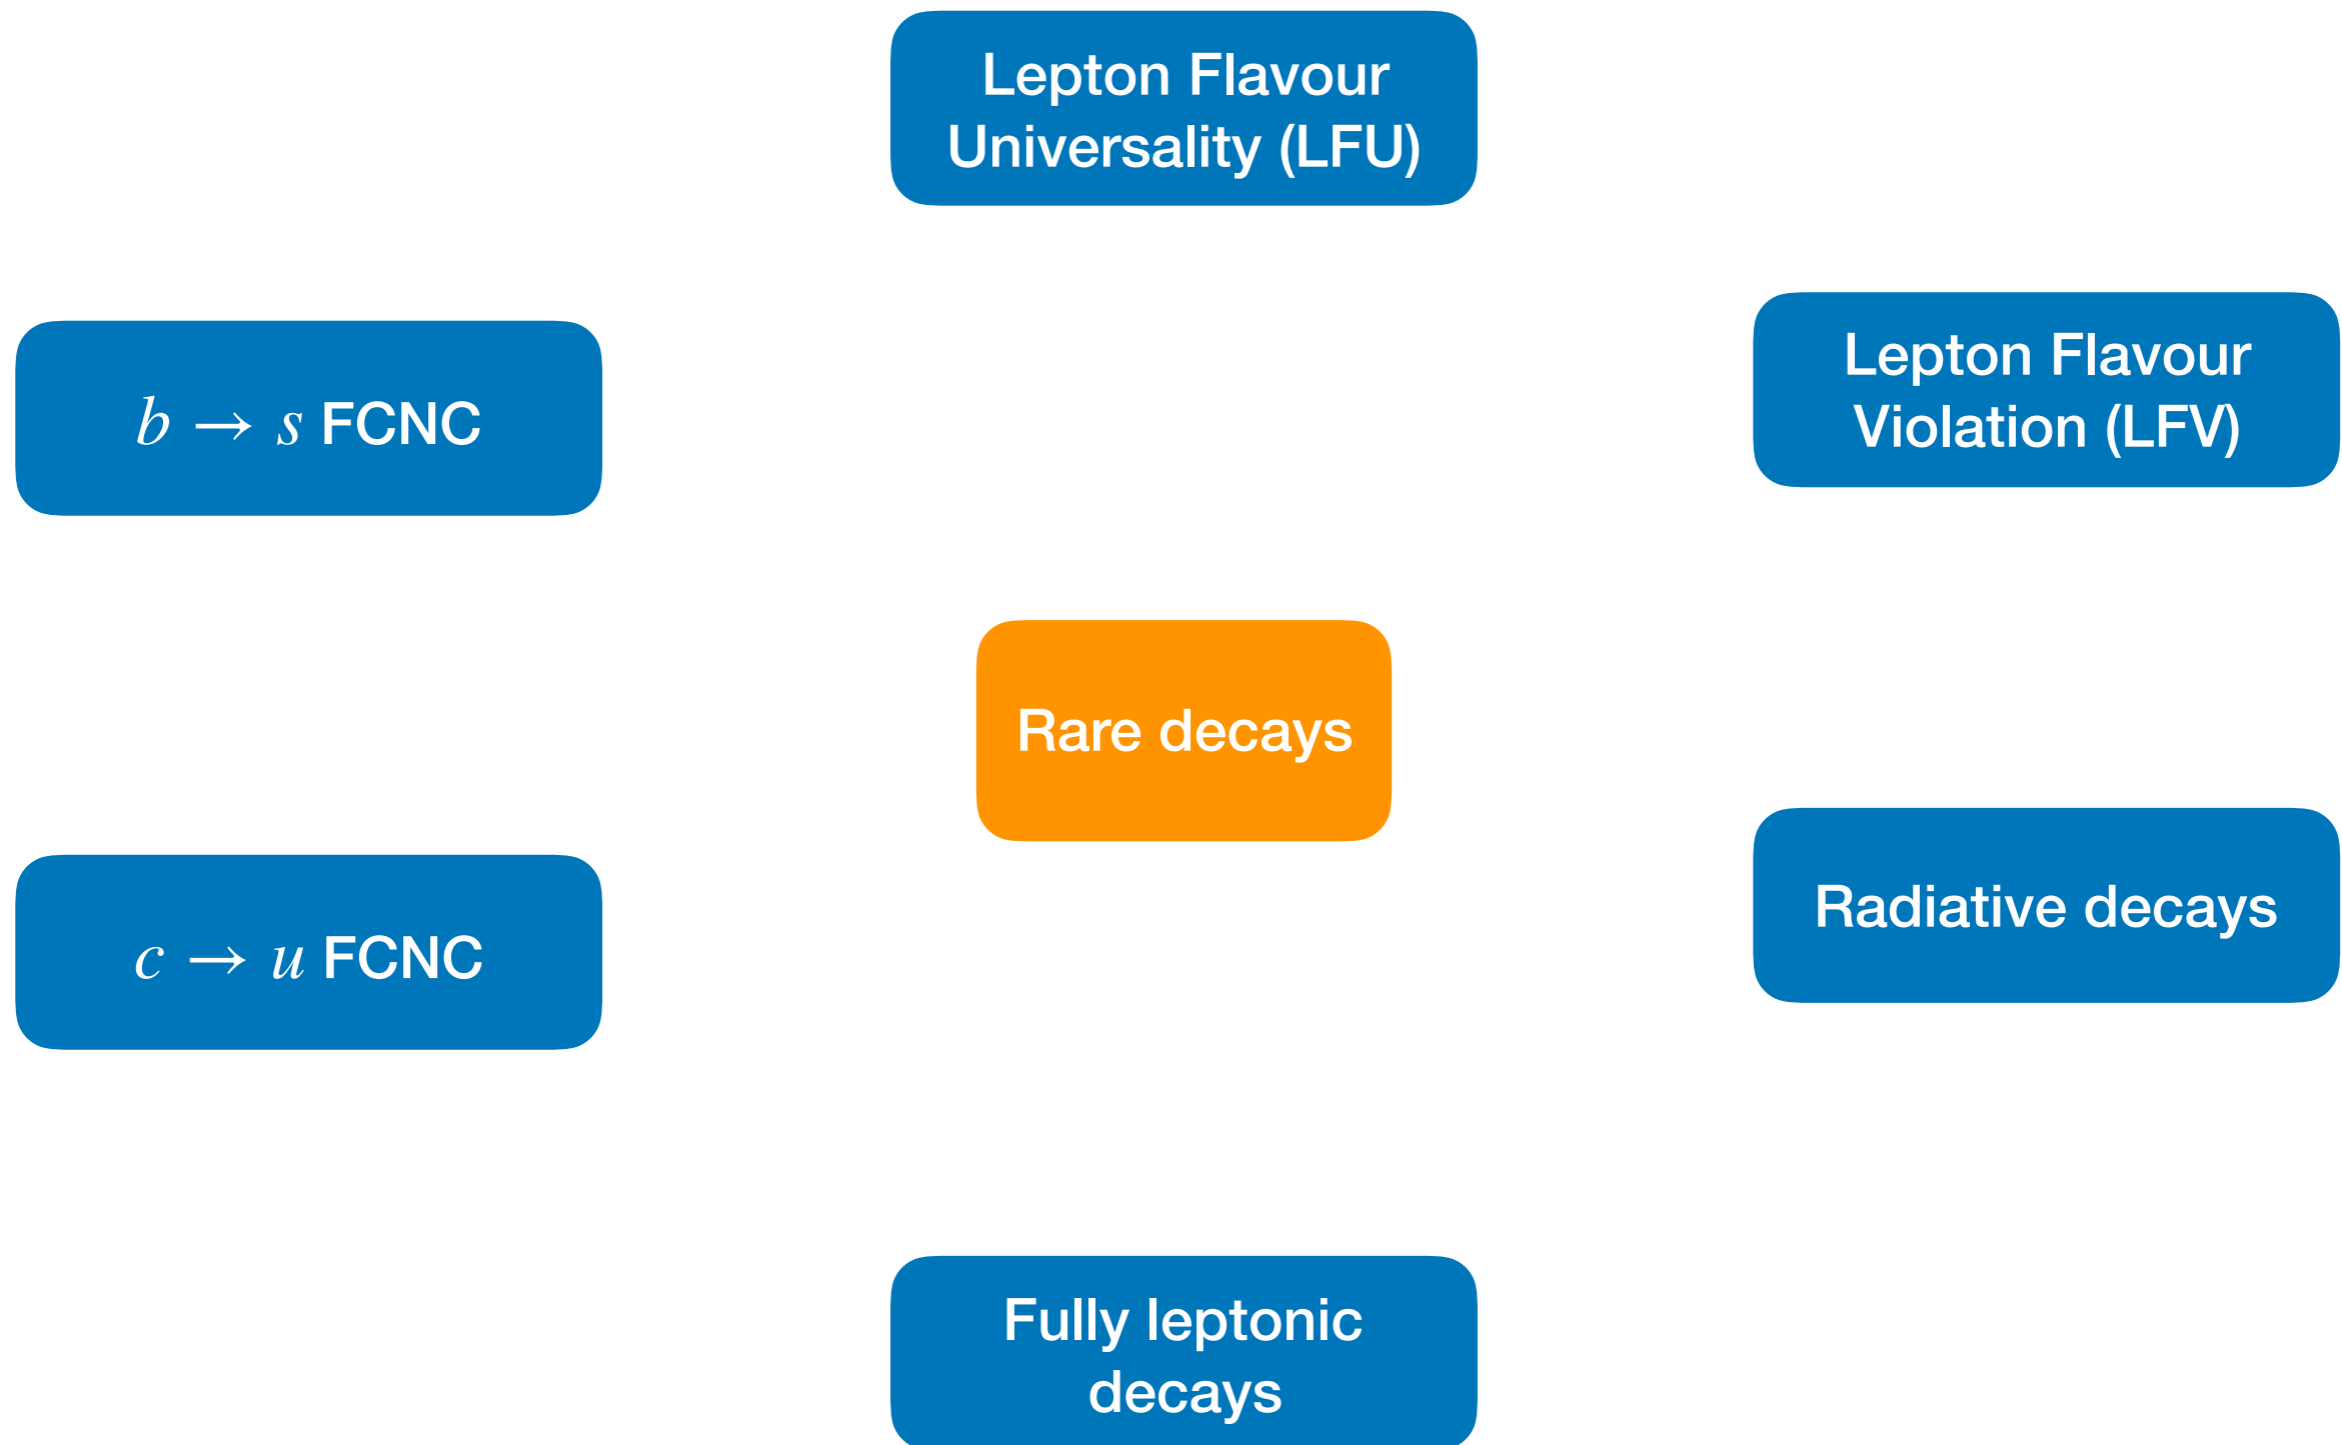 Lepton Flavour
Universality (LFU)
b → s FCNC
Lepton Flavour
Violation (LFV)
Rare decays
c → u FCNC
Radiative decays
Fully leptonic
decays